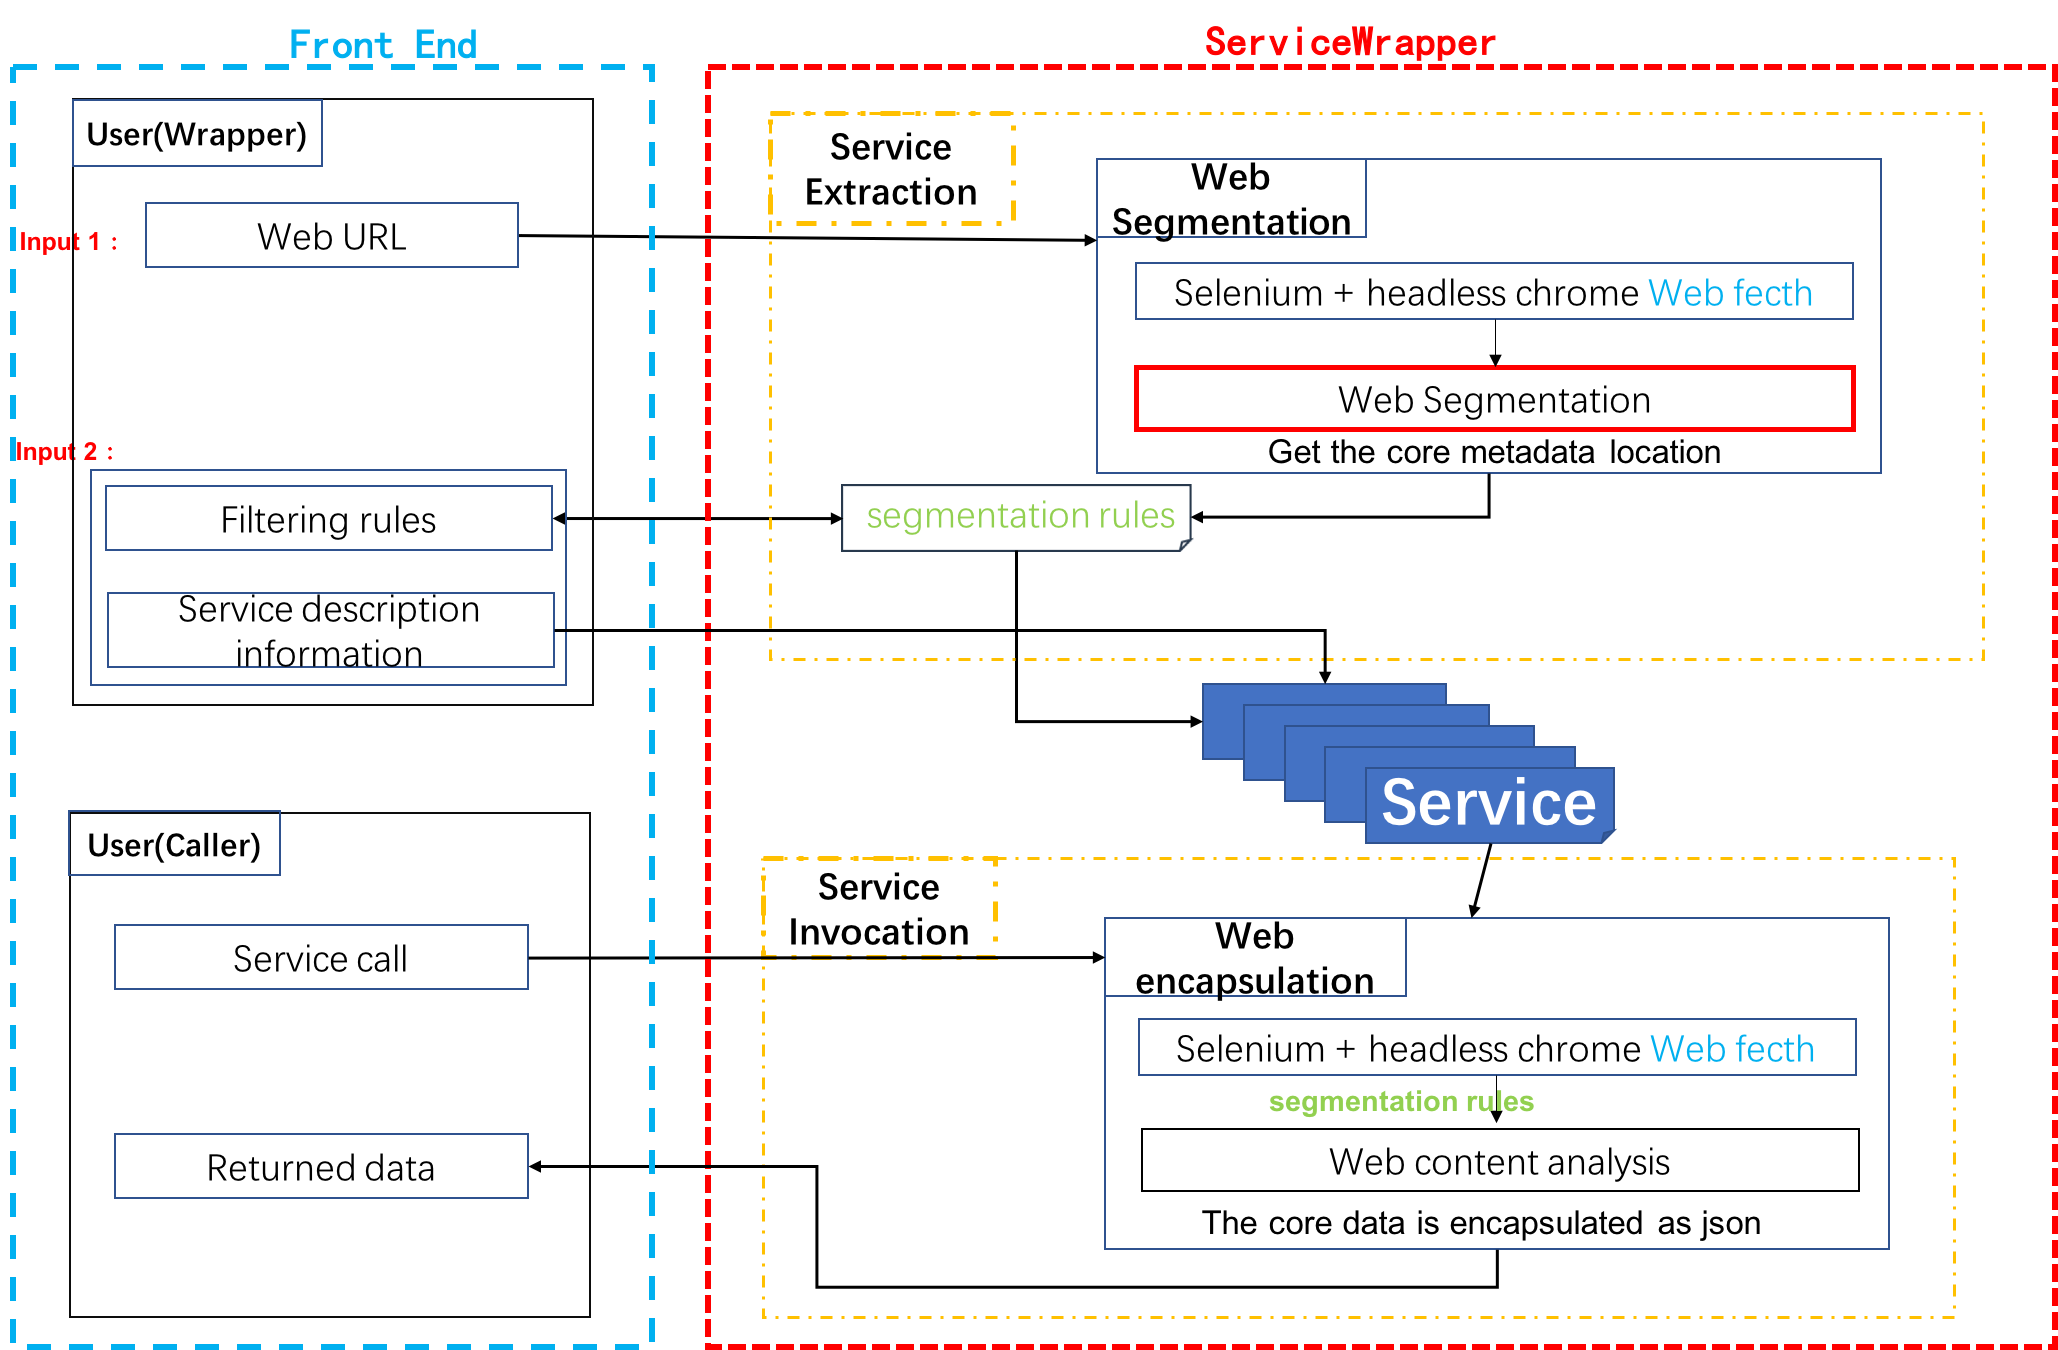 Front End
ServiceWrapper
User(Wrapper)
Input 1：
Web URL
Input 2：
Filtering rules
Service description
information
Service
Extraction
Web
Segmentation
Selenium + headless chrome Web fecth
Web Segmentation
Get the core metadata location
segmentation rules
Service
User(Caller)
Service call
Returned data
Service
Invocation
Web
encapsulation
Selenium + headless chrome Web fecth
segmentation rules
Web content analysis
The core data is encapsulated as json